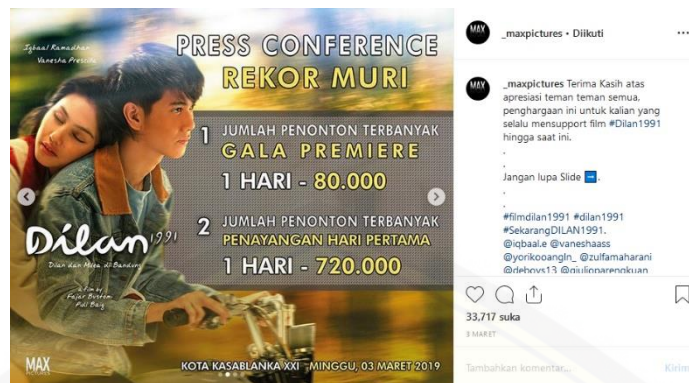 Iqbaal Ramadhan
Vanesha Prescilla
PRESS CONFERENCE
REKOR MURI
1 JUMLAH PENONTON TERBANYAK
GALA PREMIERE
1 HARI - 80.000
2 JUMLAH PENONTON TERBANYAK
PENAYANGAN HARI PERTAMA
1 HARI - 720.000
Dilan 1991
Dilan dan Milea di Bandung
a film by
Fajar Bustomi
Pidi Baiq
MAX
KOTA KASABLANKA XXI MINGGU, 03 MARET 2019
MAX
_maxpictures • Diikuti
MAX
_maxpictures Terima Kasih atas
apresiasi teman teman semua,
penghargaan ini untuk kalian yang
selalu mensupport film #Dilan1991
hingga saat ini.
.
.
Jangan lupa Slide ➡.
.
.
#filmdilan1991 #dilan1991
#SekarangDILAN1991.
@iqbaal.e @vaneshaass
@yorikooangln_ @zulfamaharani
@deboys13 @giulioparengkuan
33,717 suka
3 MARET
Tambahkan komentar...
Kirim